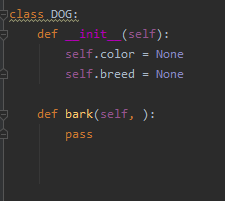 class DOG:
    def __init__(self):
        self.color = None
        self.breed = None
    def bark(self, ):
        pass